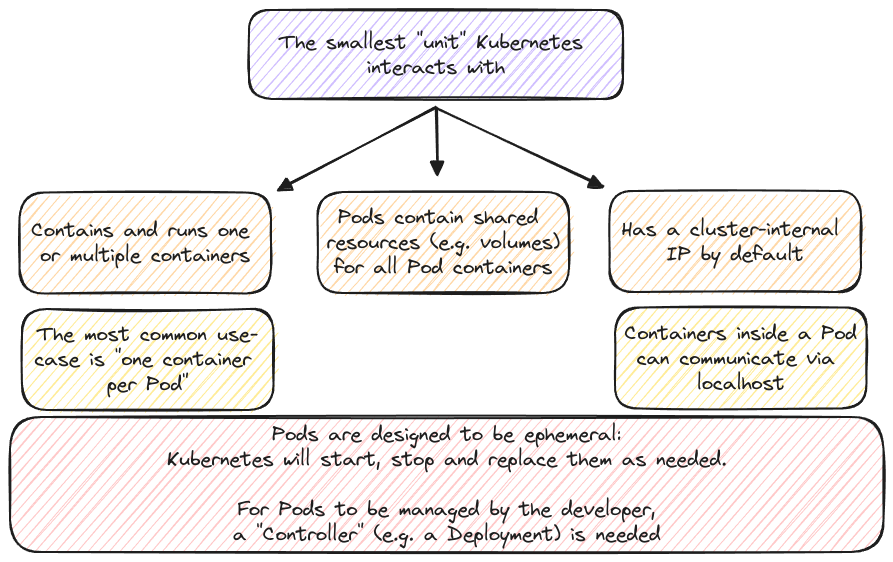 The smallest "unit" Kubernetes
interacts with
Contains and runs one
or multiple containers
Pods contain shared
resources (e.g. volumes)
for all Pod containers
Has a cluster-internal
IP by default
The most common use-
case is "one container
per Pod"
Containers inside a Pod
can communicate via
localhost
Pods are designed to be ephemeral:
Kubernetes will start, stop and replace them as needed.
For Pods to be managed by the developer,
a "Controller" (e.g. a Deployment) is needed